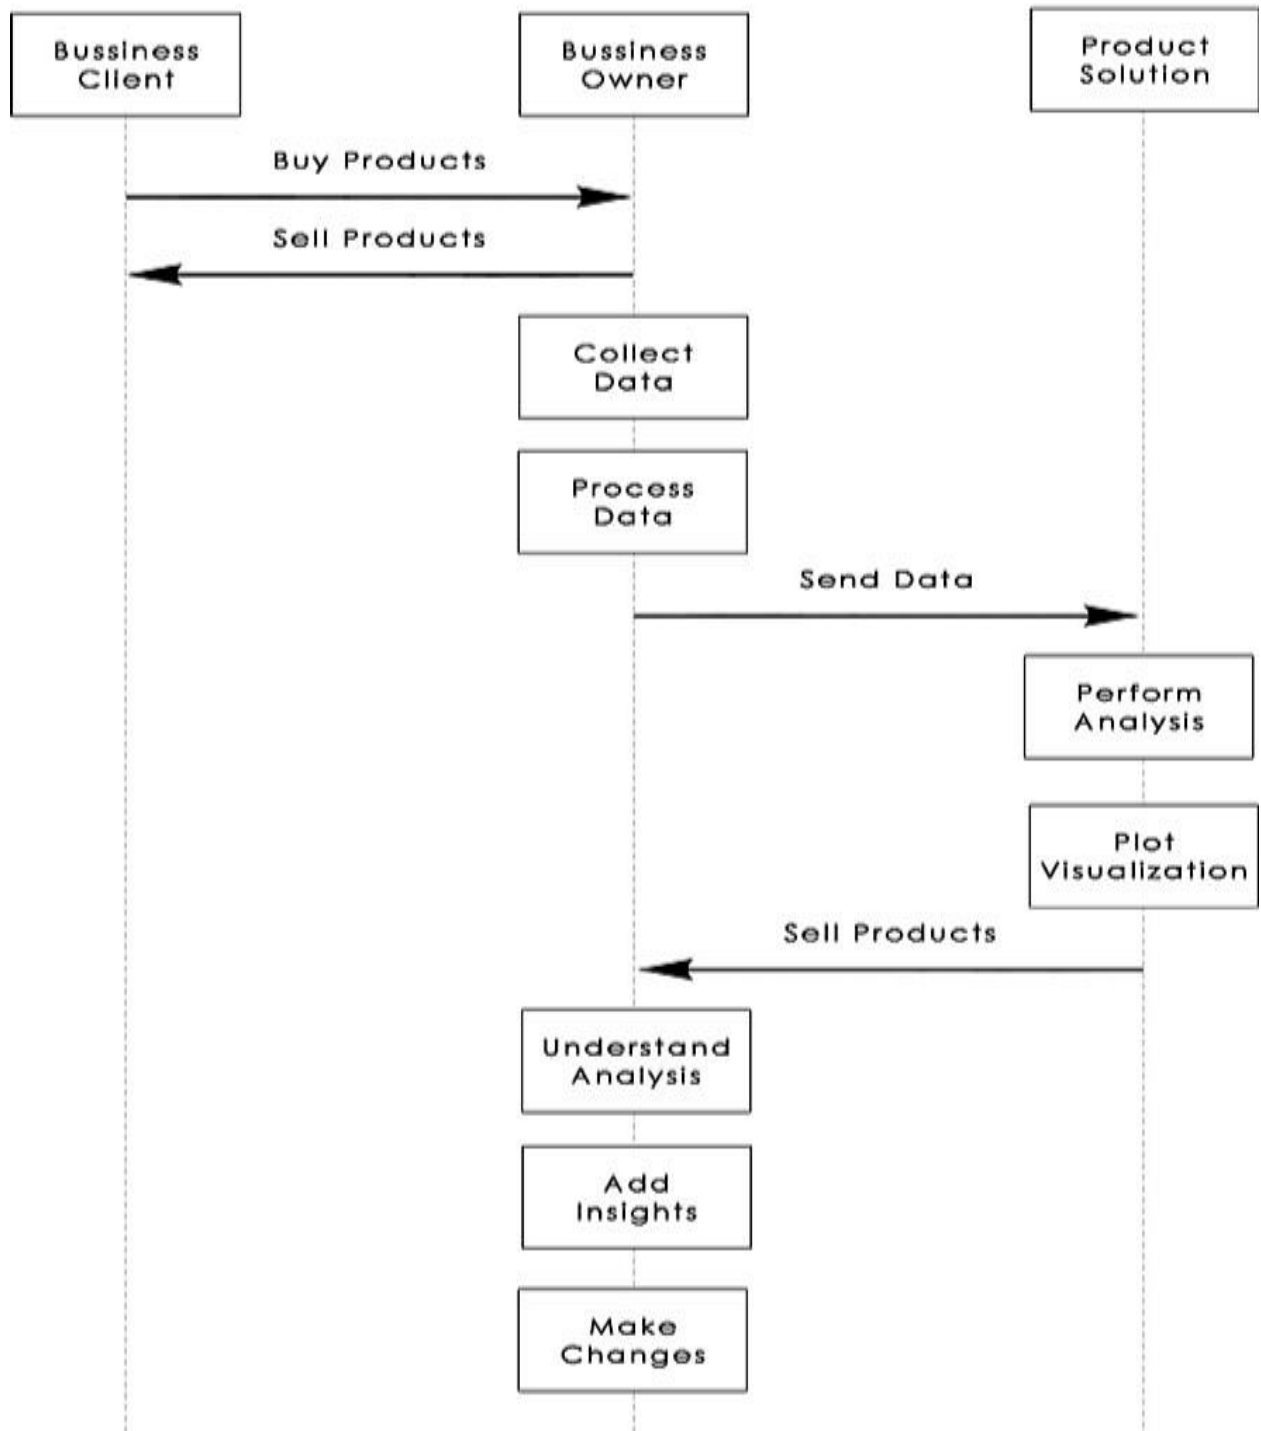 Bussiness
Client
Bussiness
Owner
Product
Solution
Buy Products
Sell Products
Collect
Data
Process
Data
Send Data
Perform
Analysis
Plot
Visualization
Sell Products
Understand
Analysis
Add
Insights
Make
Changes